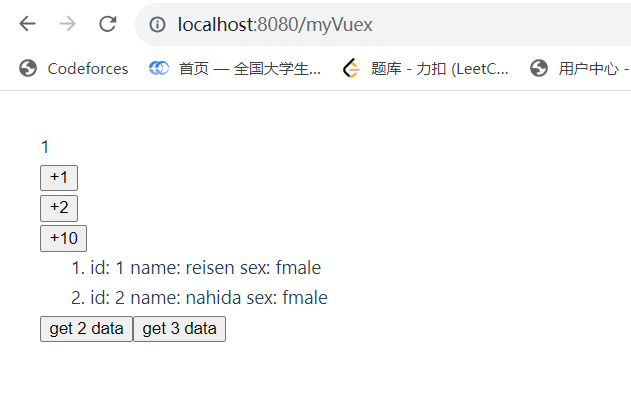 localhost:8080/myVuex
Codeforces 首页 — 全国大学生... 题库 - 力扣 (LeetC... 用户中心 -
1
+1
+2
+10
1. id: 1 name: reisen sex: fmale
2. id: 2 name: nahida sex: fmale
get 2 data get 3 data